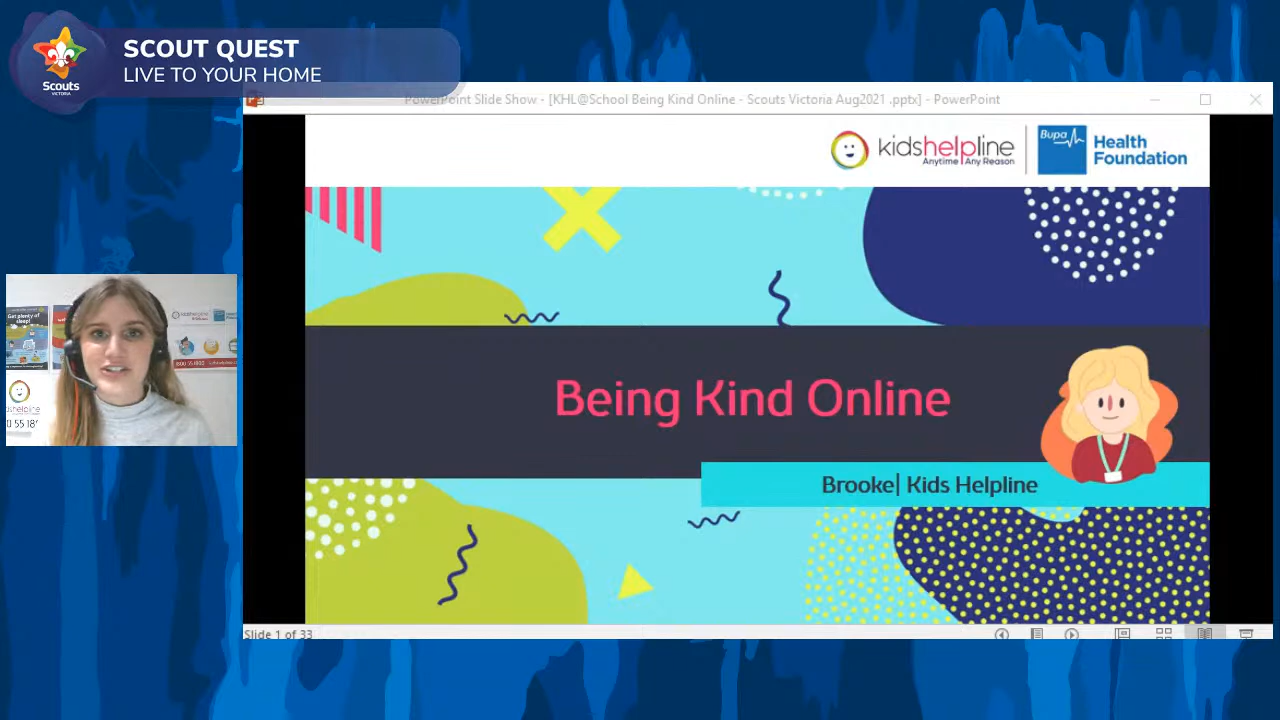 SCOUT QUEST
LIVE TO YOUR HOME
Scouts
VICTORIA
PowerPoint Slide Show - [KHL@School Being Kind Online - Scouts Victoria Aug2021 .pptx] - PowerPoint
kidshelpline
Anytime | Any Reason
Bupa
Health
Foundation
Get plenty of
sleep!
Being Kind Online
Brooke| Kids Helpline
Slide 1 of 33